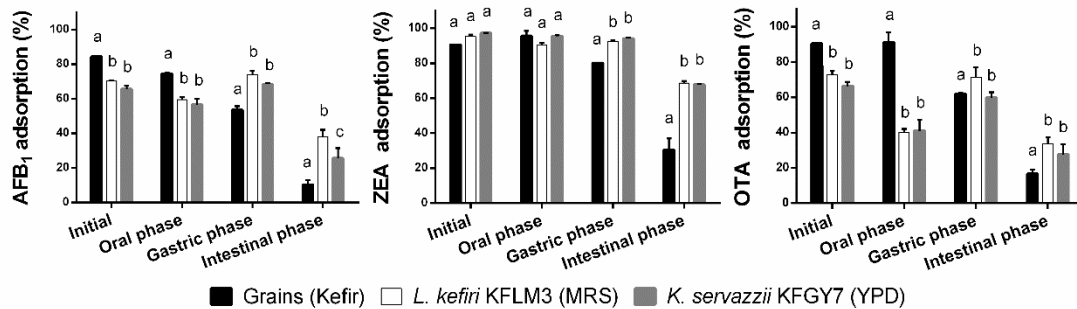 AFB1 adsorption (%)
100
80
60
40
20
0
a
b
b
a
b
b
a
b
b
a
b
c
Initial
Oral phase
Gastric phase
Intestinal phase
ZEA adsorption (%)
100
80
60
40
20
0
a
a
a
a
a
a
a
b
b
a
b
b
Initial
Oral phase
Gastric phase
Intestinal phase
OTA adsorption (%)
100
80
60
40
20
0
a
b
b
a
b
b
a
b
b
a
b
b
Initial
Oral phase
Gastric phase
Intestinal phase
Grains (Kefir) L. kefiri KFLM3 (MRS) K. servazzii KFGY7 (YPD)